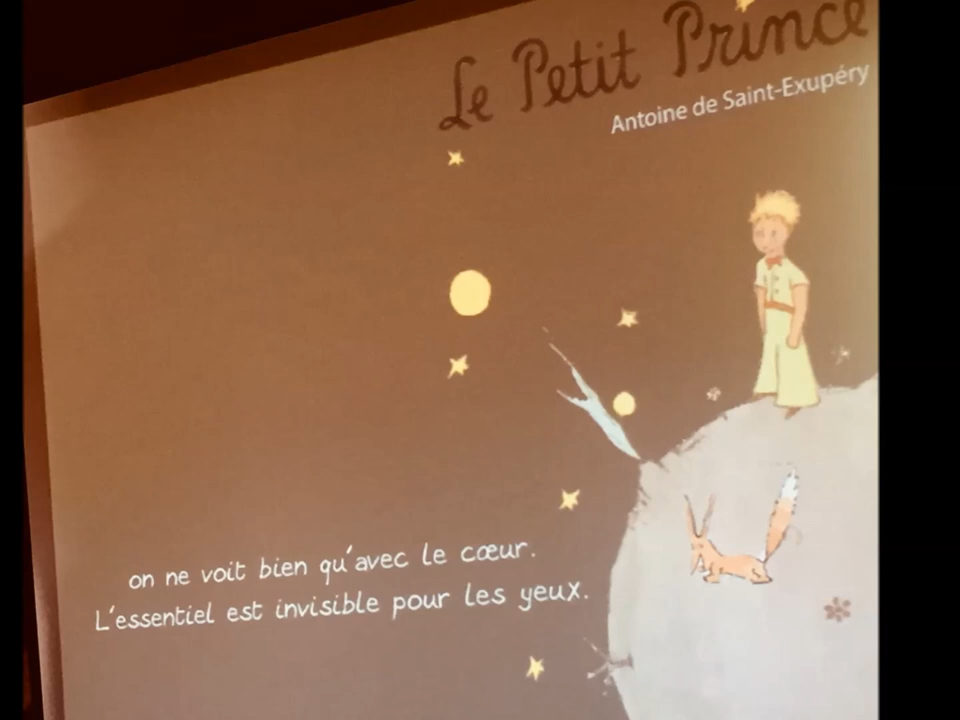 Le Petit Prince
Antoine de Saint-Exupéry
on ne voit bien qu'avec le cœur.
L'essentiel est invisible pour les yeux.